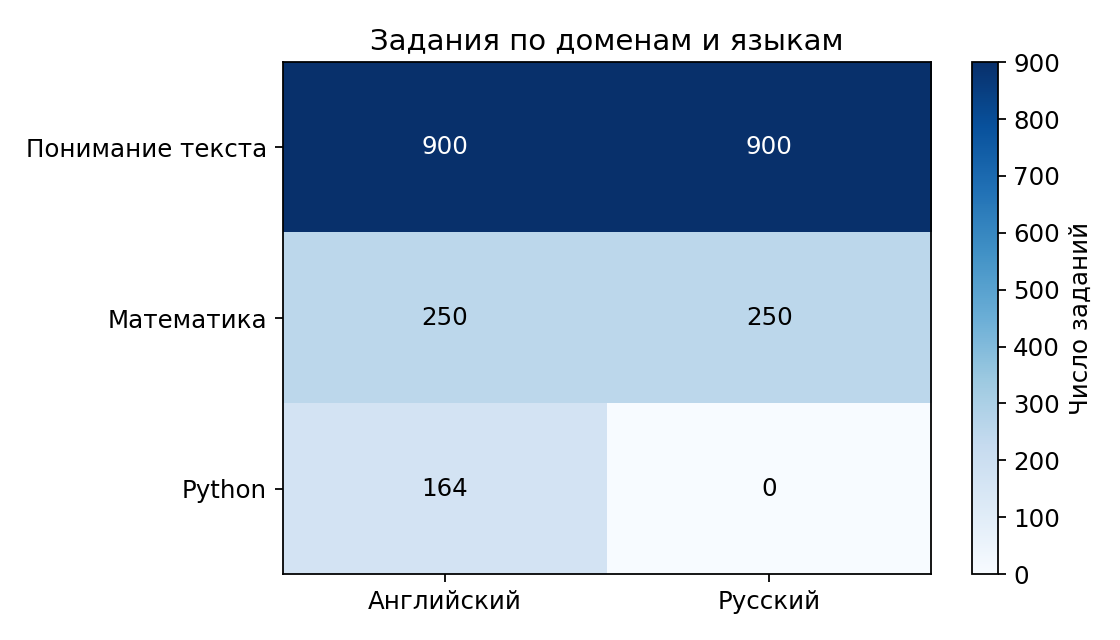 Задания по доменам и языкам
Понимание текста
900
900
Математика
250
250
Python
164
0
Английский
Русский
900
800
700
600
500
400
300
200
100
0
Число заданий